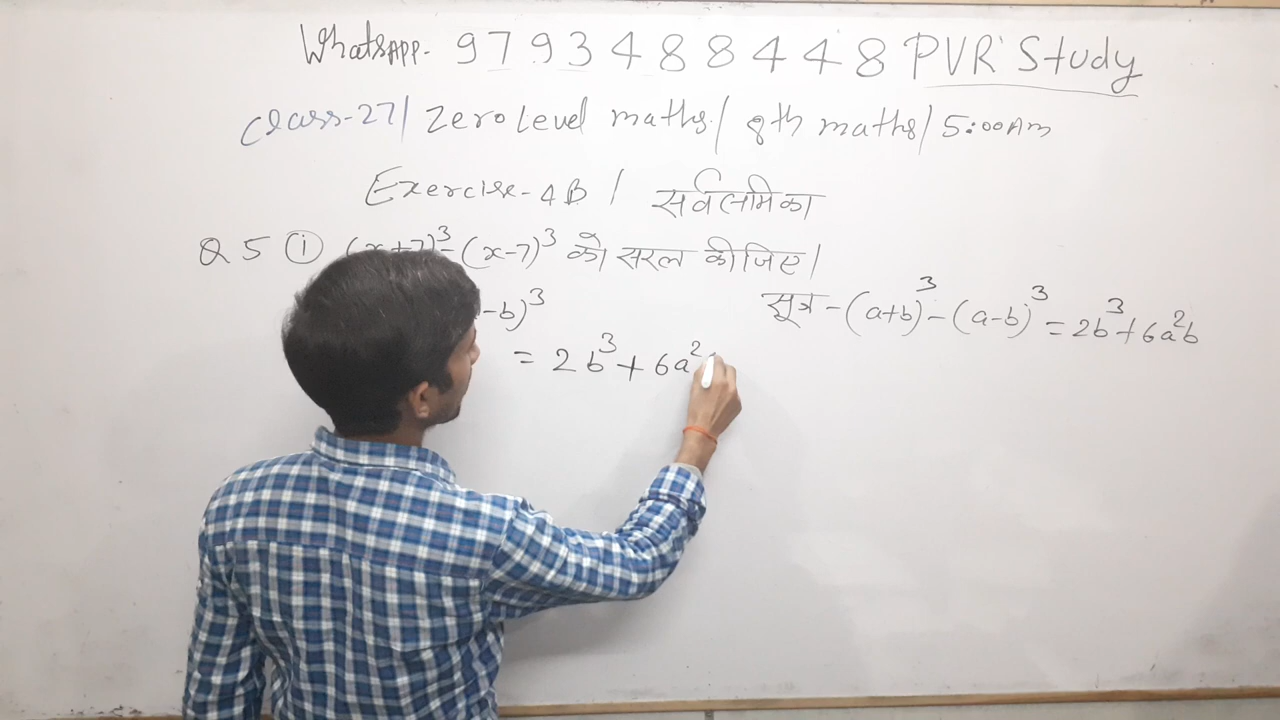 WhatsApp. 9793488448 PVR Study
Class-27/ Zero Level maths/ 8th maths/ 5:00Am
Exercise-4B / सर्वसमिका
Q 5 (i) (x+7)³-(x-7)³ को सरल कीजिए।
-b)³
सूत्र-(a+b)³-(a-b)³=2b³+6a²b
= 2b³+6a²